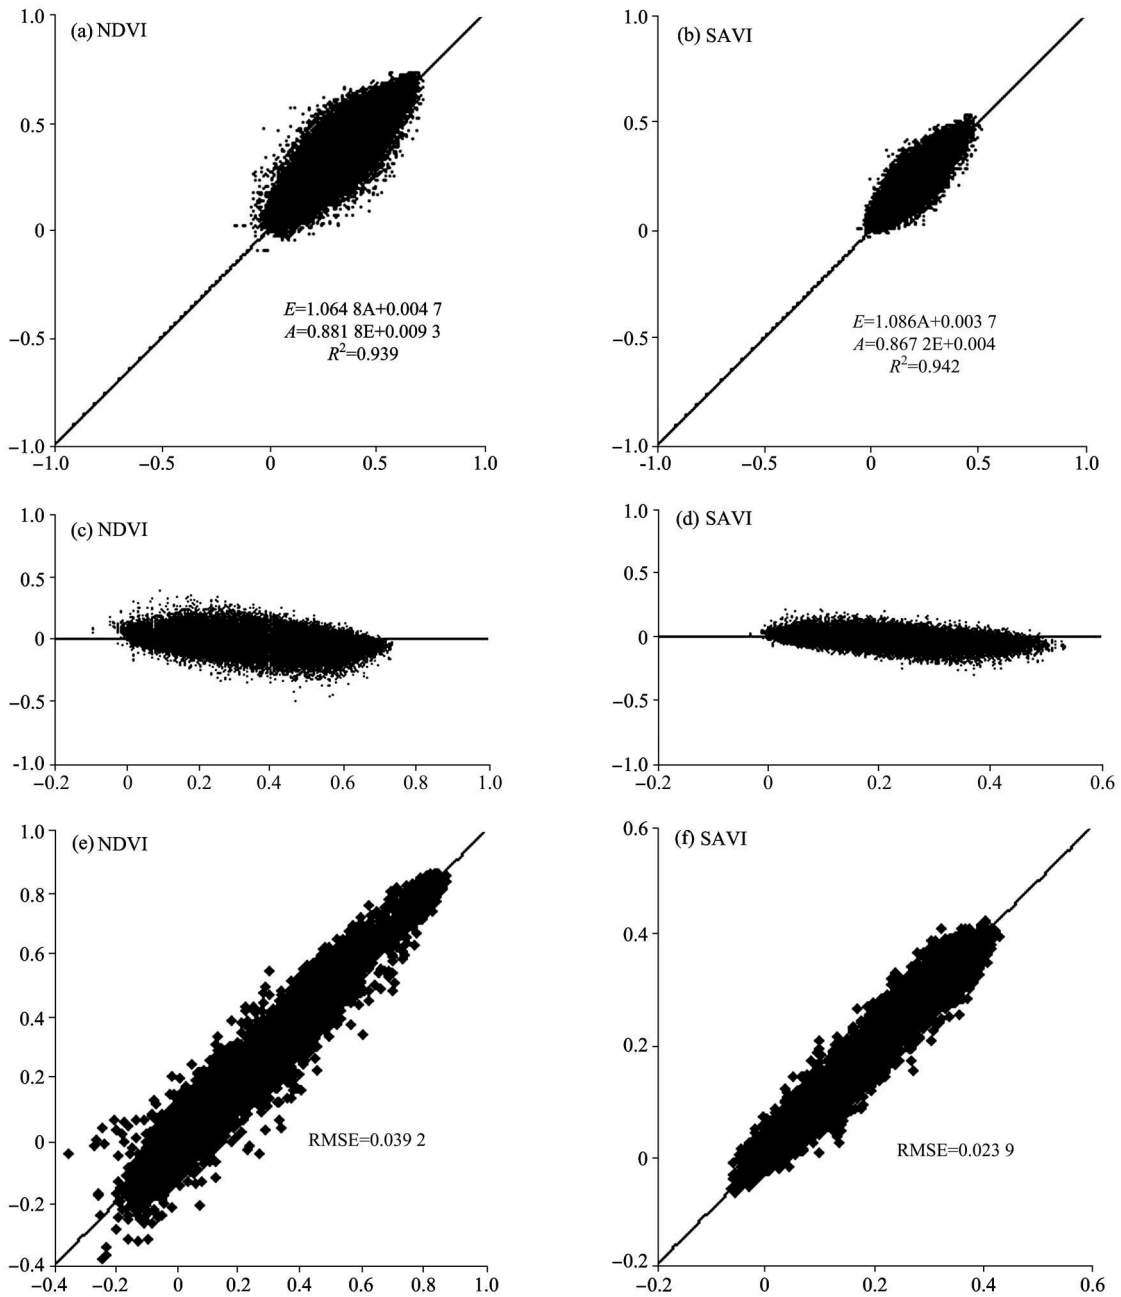 (a) NDVI
1.0
0.5
0
−0.5
−1.0
E=1.064 8A+0.004 7
A=0.881 8E+0.009 3
R²=0.939
-1.0 −0.5 0 0.5 1.0
(b) SAVI
1.0
0.5
0
−0.5
−1.0
E=1.086A+0.003 7
A=0.867 2E+0.004
R²=0.942
-1.0 −0.5 0 0.5 1.0
(c) NDVI
1.0
0.5
0
−0.5
-1.0
−0.2 0 0.2 0.4 0.6 0.8 1.0
(d) SAVI
1.0
0.5
0
−0.5
−1.0
−0.2 0 0.2 0.4 0.6
(e) NDVI
1.0
0.8
0.6
0.4
0.2
0
−0.2
−0.4
RMSE=0.039 2
−0.4 −0.2 0 0.2 0.4 0.6 0.8 1.0
(f) SAVI
0.6
0.4
0.2
0
−0.2
RMSE=0.023 9
−0.2 0 0.2 0.4 0.6